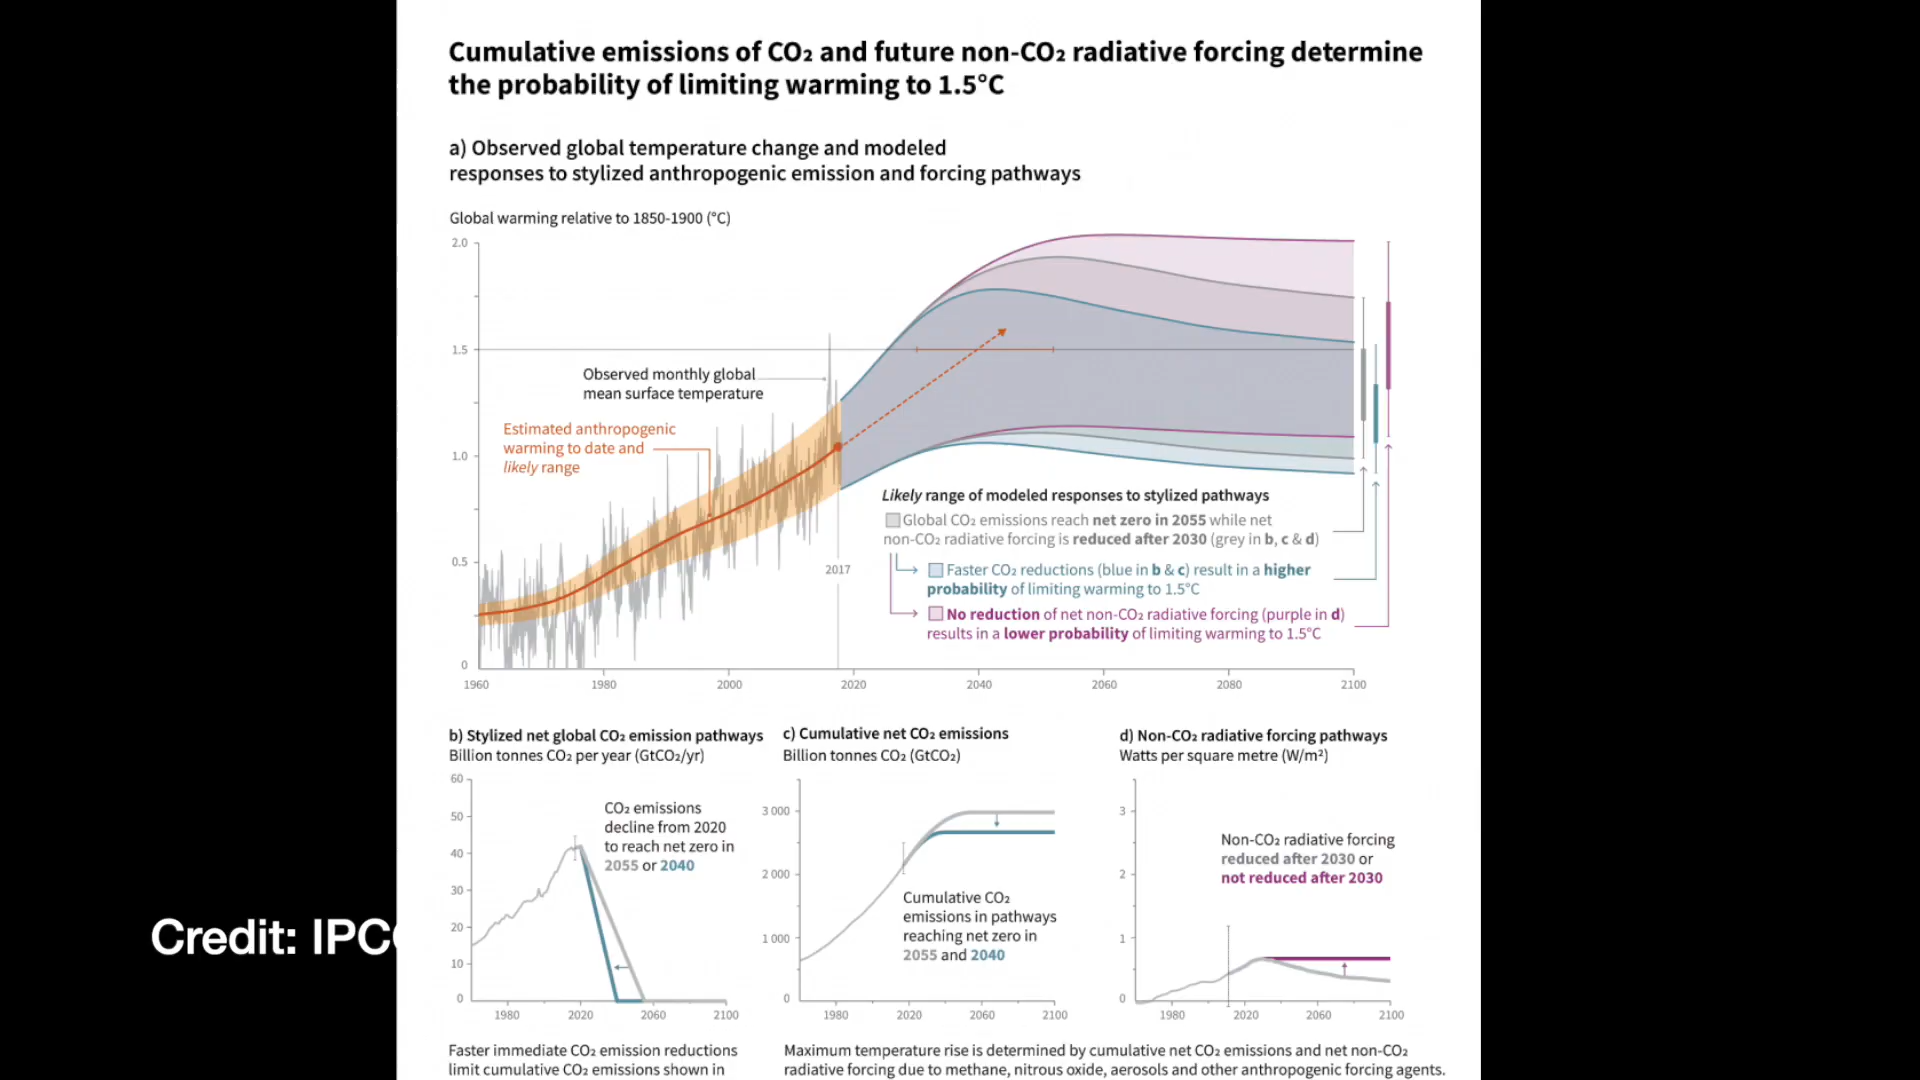 Cumulative emissions of CO₂ and future non-CO₂ radiative forcing determine
the probability of limiting warming to 1.5°C
a) Observed global temperature change and modeled
responses to stylized anthropogenic emission and forcing pathways
Global warming relative to 1850-1900 (°C)
2.0
1.5
1.0
0.5
0
Observed monthly global
mean surface temperature
Estimated anthropogenic
warming to date and
likely range
2017
Likely range of modeled responses to stylized pathways
Global CO₂ emissions reach net zero in 2055 while net
non-CO₂ radiative forcing is reduced after 2030 (grey in b, c & d)
Faster CO₂ reductions (blue in b & c) result in a higher
probability of limiting warming to 1.5°C
No reduction of net non-CO₂ radiative forcing (purple in d)
results in a lower probability of limiting warming to 1.5°C
1960 1980 2000 2020 2040 2060 2080 2100
b) Stylized net global CO₂ emission pathways
Billion tonnes CO₂ per year (GtCO₂/yr)
60
50
40
30
20
10
0
CO₂ emissions
decline from 2020
to reach net zero in
2055 or 2040
1980 2020 2060 2100
Faster immediate CO₂ emission reductions
limit cumulative CO₂ emissions shown in
c) Cumulative net CO₂ emissions
Billion tonnes CO₂ (GtCO₂)
3 000
2 000
1 000
0
Cumulative CO₂
emissions in pathways
reaching net zero in
2055 and 2040
1980 2020 2060 2100
d) Non-CO₂ radiative forcing pathways
Watts per square metre (W/m²)
3
2
1
0
Non-CO₂ radiative forcing
reduced after 2030 or
not reduced after 2030
1980 2020 2060 2100
Maximum temperature rise is determined by cumulative net CO₂ emissions and net non-CO₂
radiative forcing due to methane, nitrous oxide, aerosols and other anthropogenic forcing agents.
Credit: IPC